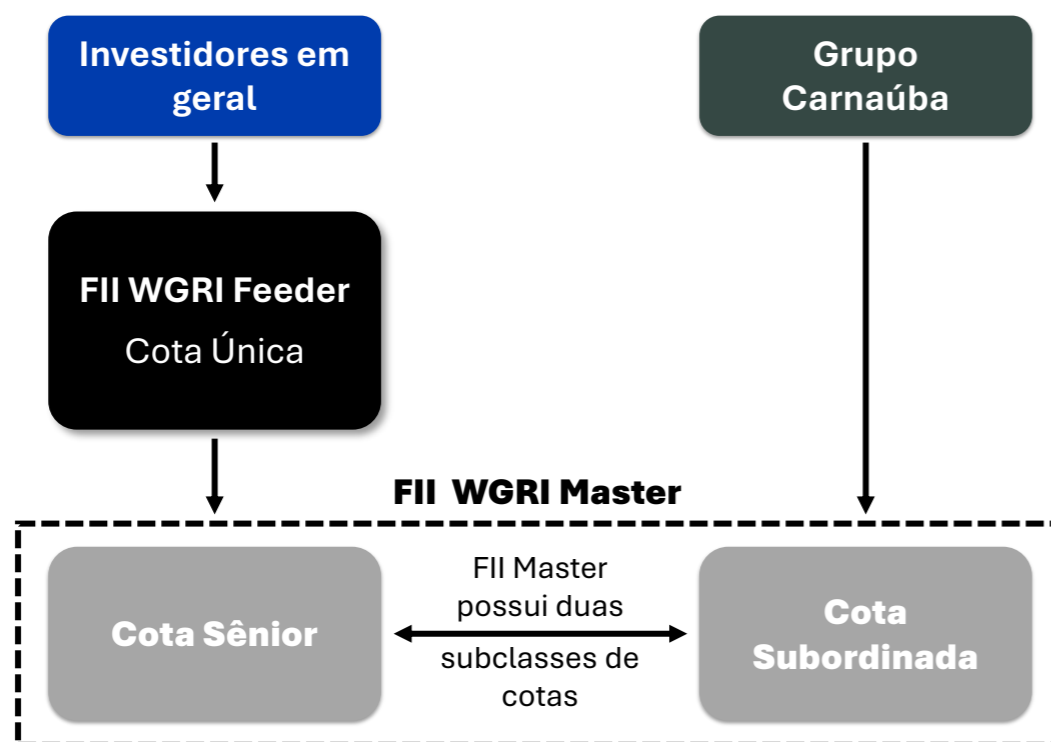 Investidores em
geral
Grupo
Carnaúba
FII WGRI Feeder
Cota Única
FII WGRI Master
Cota Sênior
FII Master
possui duas
subclasses de
cotas
Cota
Subordinada